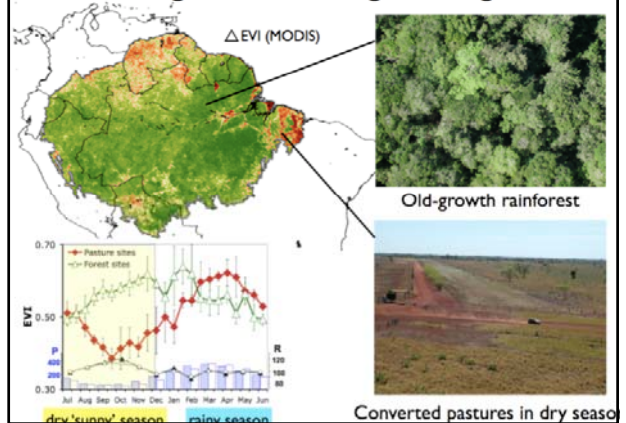 △EVI (MODIS)
Old-growth rainforest
0.70
Pasture sites
Forest sites
EVI
0.50
P
400
200
0.30
R
120
100
80
Jul Aug Sep Oct Nov Dec Jan Feb Mar Apr May Jun
dry 'sunny' season
rainy season
Converted pastures in dry seaso